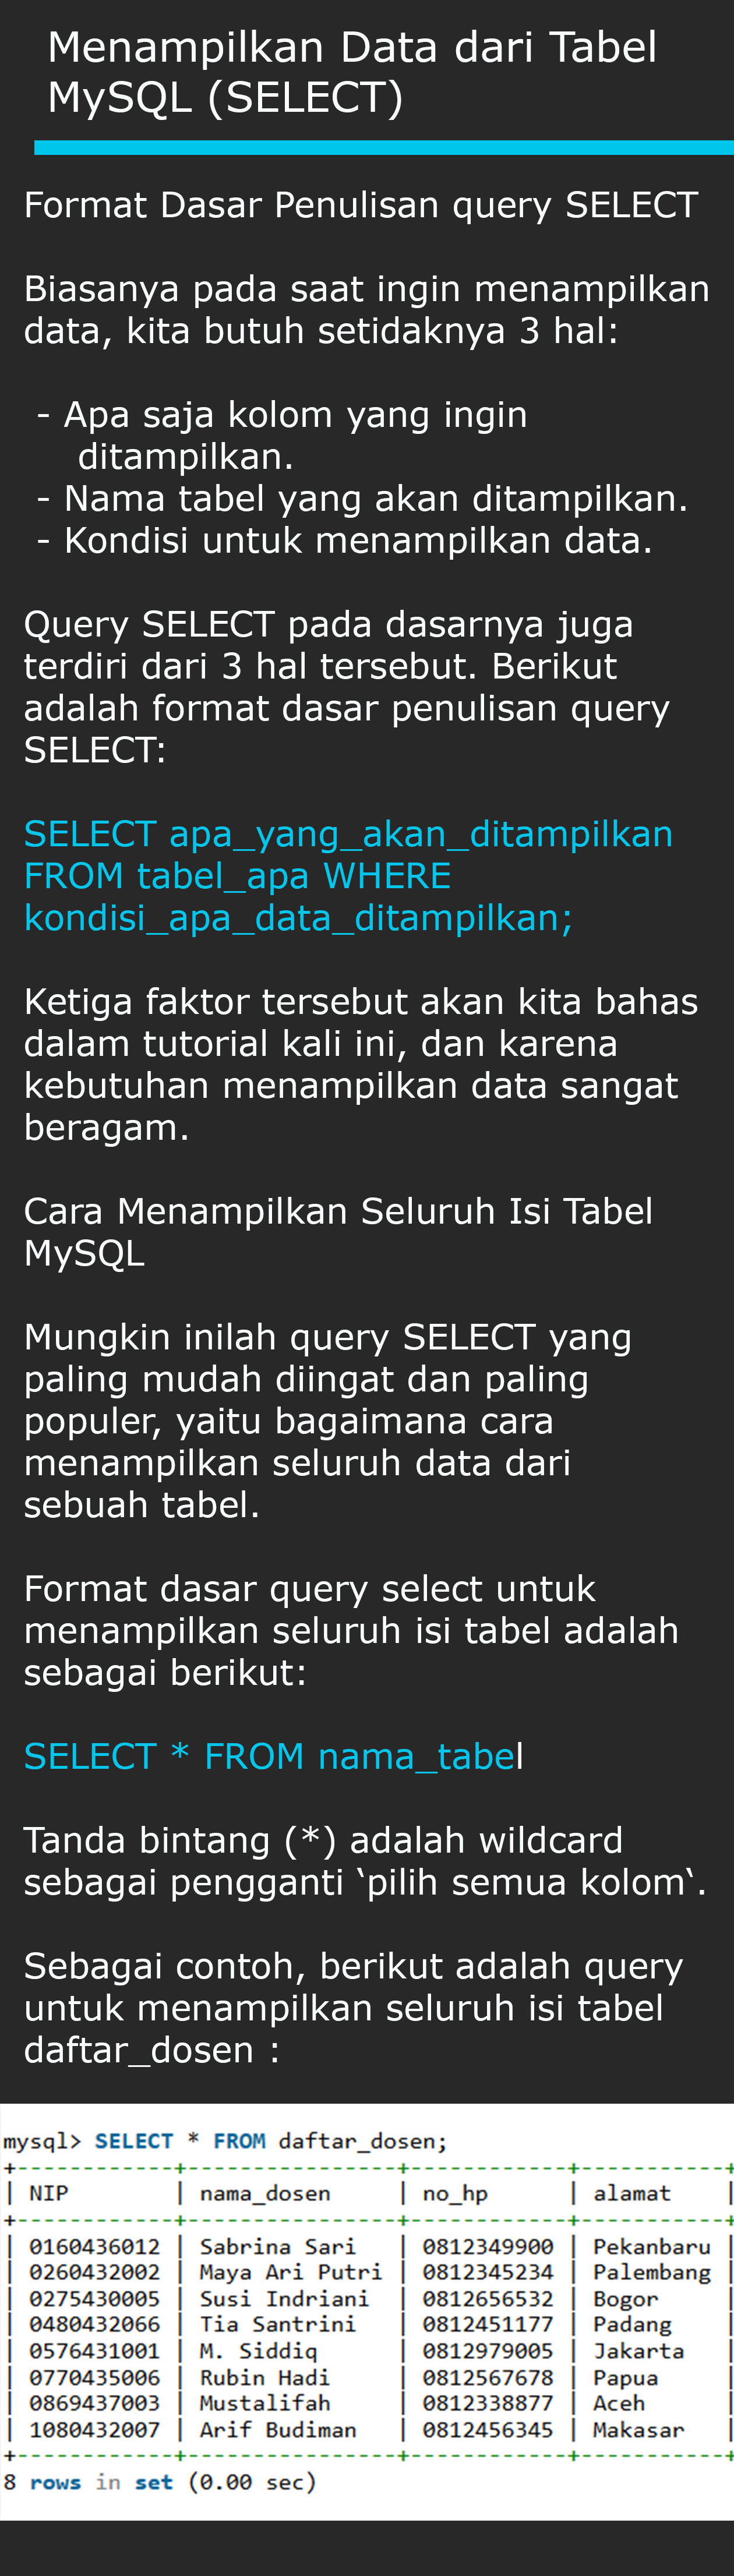 Menampilkan Data dari Tabel
MySQL (SELECT)
Format Dasar Penulisan query SELECT
Biasanya pada saat ingin menampilkan
data, kita butuh setidaknya 3 hal:
- Apa saja kolom yang ingin
ditampilkan.
- Nama tabel yang akan ditampilkan.
- Kondisi untuk menampilkan data.
Query SELECT pada dasarnya juga
terdiri dari 3 hal tersebut. Berikut
adalah format dasar penulisan query
SELECT:
SELECT apa_yang_akan_ditampilkan
FROM tabel_apa WHERE
kondisi_apa_data_ditampilkan;
Ketiga faktor tersebut akan kita bahas
dalam tutorial kali ini, dan karena
kebutuhan menampilkan data sangat
beragam.
Cara Menampilkan Seluruh Isi Tabel
MySQL
Mungkin inilah query SELECT yang
paling mudah diingat dan paling
populer, yaitu bagaimana cara
menampilkan seluruh data dari
sebuah tabel.
Format dasar query select untuk
menampilkan seluruh isi tabel adalah
sebagai berikut:
SELECT * FROM nama_tabel
Tanda bintang (*) adalah wildcard
sebagai pengganti ‘pilih semua kolom‘.
Sebagai contoh, berikut adalah query
untuk menampilkan seluruh isi tabel
daftar_dosen :
mysql> SELECT * FROM daftar_dosen;
+------------+----------------+------------+-----------+
| NIP | nama_dosen | no_hp | alamat |
+------------+----------------+------------+-----------+
| 0160436012 | Sabrina Sari | 0812349900 | Pekanbaru |
| 0260432002 | Maya Ari Putri | 0812345234 | Palembang |
| 0275430005 | Susi Indriani | 0812656532 | Bogor |
| 0480432066 | Tia Santrini | 0812451177 | Padang |
| 0576431001 | M. Siddiq | 0812979005 | Jakarta |
| 0770435006 | Rubin Hadi | 0812567678 | Papua |
| 0869437003 | Mustalifah | 0812338877 | Aceh |
| 1080432007 | Arif Budiman | 0812456345 | Makasar |
+------------+----------------+------------+-----------+
8 rows in set (0.00 sec)